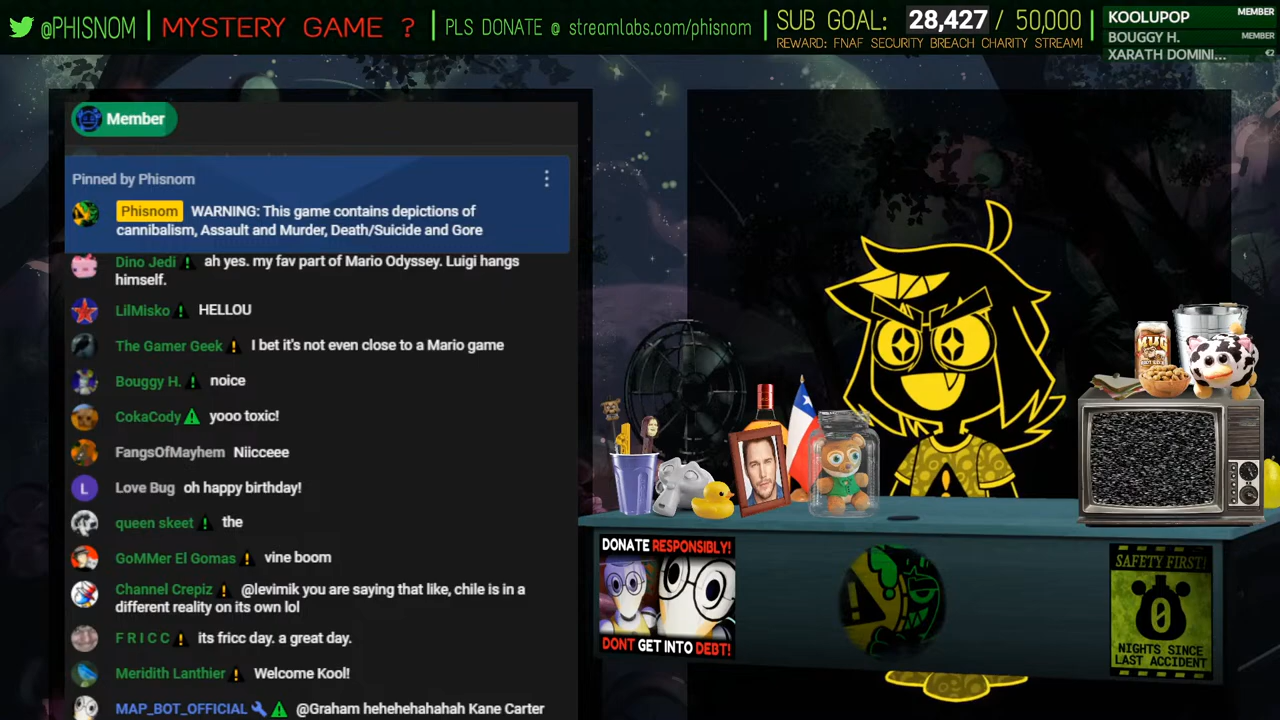 @PHISNOM
MYSTERY GAME ?
PLS DONATE @ streamlabs.com/phisnom
SUB GOAL: 28,427 / 50,000
REWARD: FNAF SECURITY BREACH CHARITY STREAM!
KOOLUPOP MEMBER
BOUGGY H. MEMBER
XARATH DOMINI... €2
Member
Pinned by Phisnom
Phisnom WARNING: This game contains depictions of
cannibalism, Assault and Murder, Death/Suicide and Gore
Dino Jedi ah yes. my fav part of Mario Odyssey. Luigi hangs
himself.
LilMisko HELLOU
The Gamer Geek I bet it's not even close to a Mario game
Bouggy H. noice
CokaCody yooo toxic!
FangsOfMayhem Niicceee
L Love Bug oh happy birthday!
queen skeet the
GoMMer El Gomas vine boom
Channel Crepiz @levimik you are saying that like, chile is in a
different reality on its own lol
F R I C C its fricc day. a great day.
Meridith Lanthier Welcome Kool!
MAP_BOT_OFFICIAL @Graham hehehehahahah Kane Carter
MUG
DONATE RESPONSIBLY!
DONT GET INTO DEBT!
SAFETY FIRST!
0
NIGHTS SINCE
LAST ACCIDENT